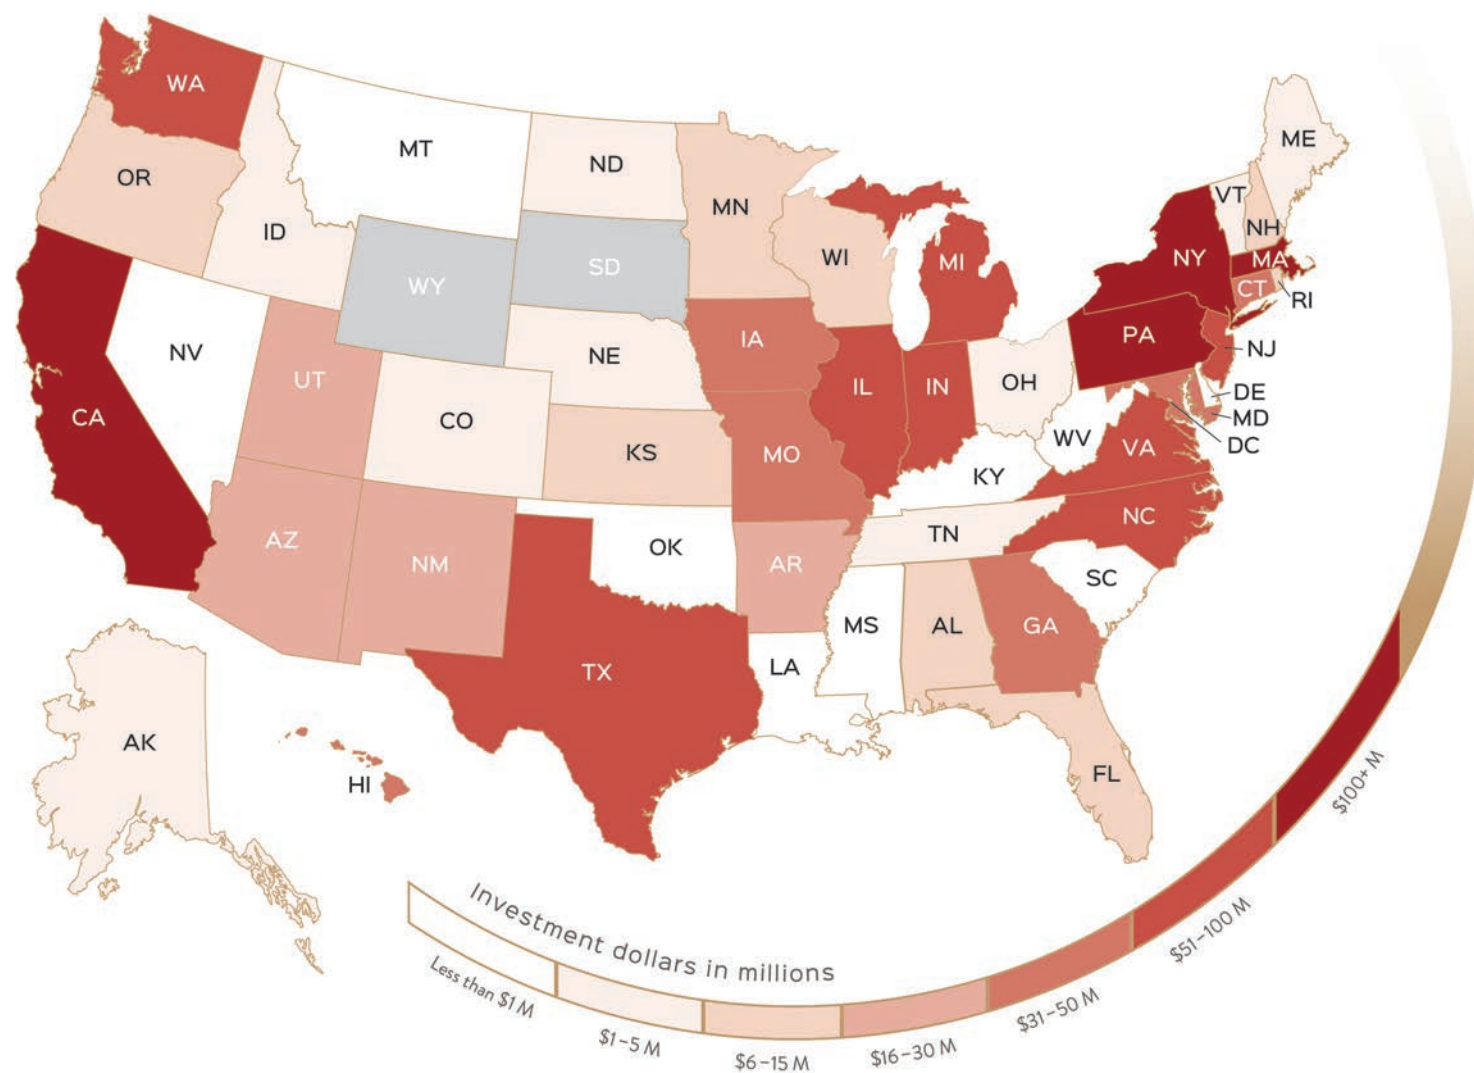 WA
ME
MT
ND
OR
VT
MN
NH
ID
WI
MI
NY
MA
SD
WY
CT
RI
PA
IA
NJ
NV
NE
UT
IL
IN
OH
DE
CA
CO
MD
WV
DC
KS
MO
VA
KY
NC
TN
AZ
OK
NM
AR
SC
MS
AL
GA
LA
TX
AK
FL
HI
$100+ M
Investment dollars in millions
$51–100 M
Less than $1 M
$31–50 M
$1–5 M
$6–15 M
$16–30 M